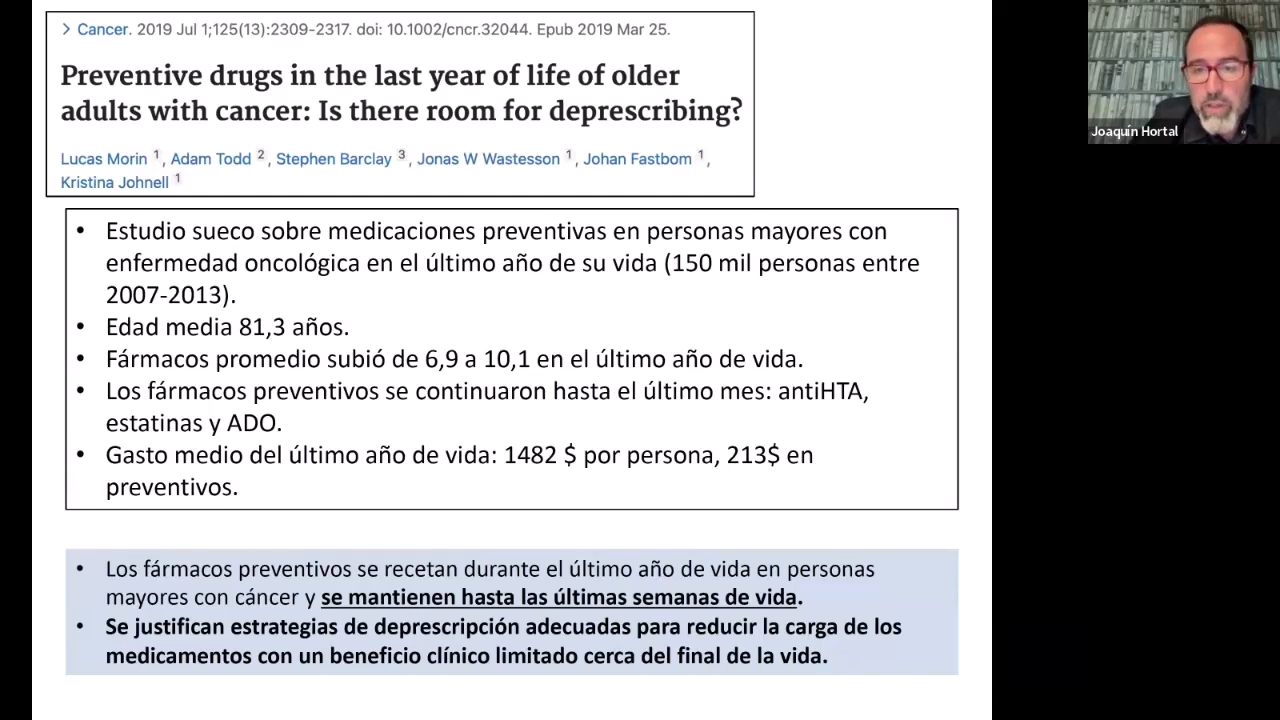 > Cancer. 2019 Jul 1;125(13):2309-2317. doi: 10.1002/cncr.32044. Epub 2019 Mar 25.
Preventive drugs in the last year of life of older
adults with cancer: Is there room for deprescribing?
Lucas Morin 1, Adam Todd 2, Stephen Barclay 3, Jonas W Wastesson 1, Johan Fastbom 1,
Kristina Johnell 1
Joaquín Hortal
• Estudio sueco sobre medicaciones preventivas en personas mayores con
enfermedad oncológica en el último año de su vida (150 mil personas entre
2007-2013).
• Edad media 81,3 años.
• Fármacos promedio subió de 6,9 a 10,1 en el último año de vida.
• Los fármacos preventivos se continuaron hasta el último mes: antiHTA,
estatinas y ADO.
• Gasto medio del último año de vida: 1482 $ por persona, 213$ en
preventivos.
• Los fármacos preventivos se recetan durante el último año de vida en personas
mayores con cáncer y se mantienen hasta las últimas semanas de vida.
• Se justifican estrategias de deprescripción adecuadas para reducir la carga de los
medicamentos con un beneficio clínico limitado cerca del final de la vida.